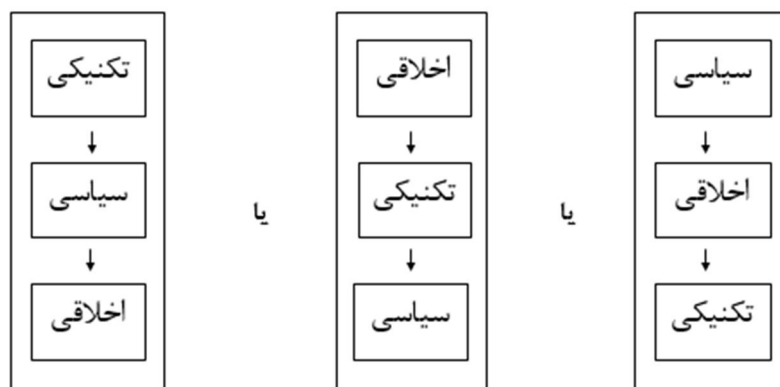 سیاسی
اخلاقی
تکنیکی
یا
اخلاقی
تکنیکی
سیاسی
یا
تکنیکی
سیاسی
اخلاقی